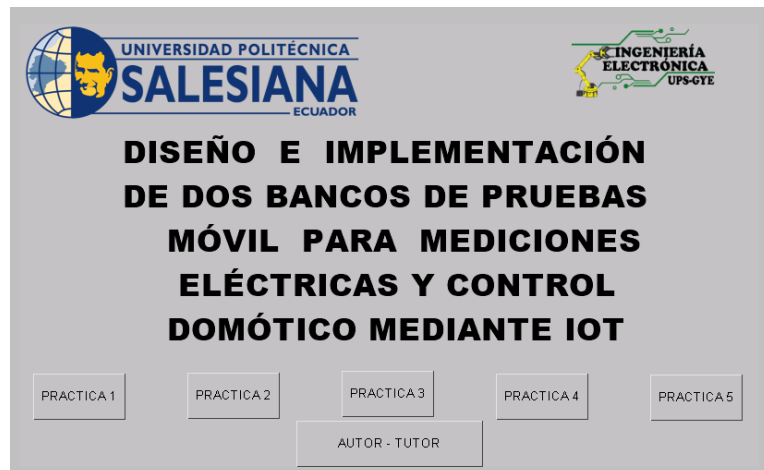 UNIVERSIDAD POLITÉCNICA
SALESIANA
ECUADOR
INGENIERÍA
ELECTRÓNICA
UPS-GYE
DISEÑO E IMPLEMENTACIÓN
DE DOS BANCOS DE PRUEBAS
MÓVIL PARA MEDICIONES
ELÉCTRICAS Y CONTROL
DOMÓTICO MEDIANTE IOT
PRACTICA 1
PRACTICA 2
PRACTICA 3
PRACTICA 4
PRACTICA 5
AUTOR - TUTOR